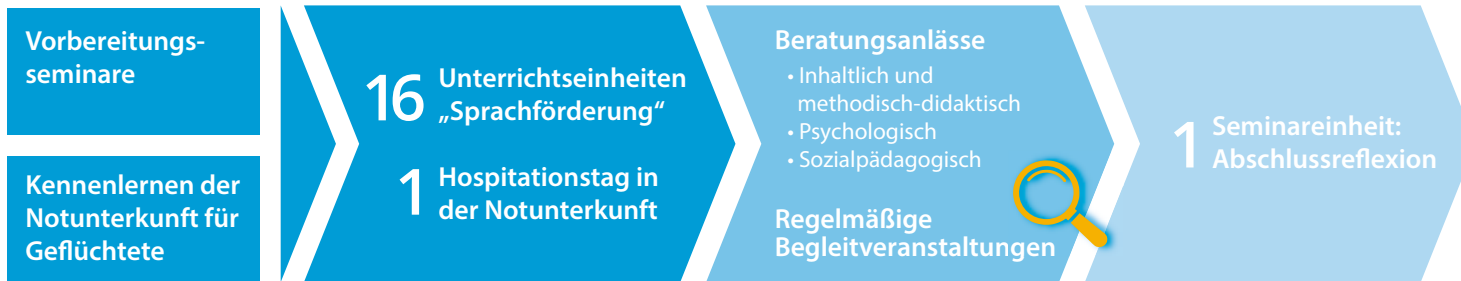 Vorbereitungs-
seminare
Kennenlernen der
Notunterkunft für
Geflüchtete
16 Unterrichtseinheiten
„Sprachförderung“
1 Hospitationstag in
der Notunterkunft
Beratungsanlässe
• Inhaltlich und
methodisch-didaktisch
• Psychologisch
• Sozialpädagogisch
Regelmäßige
Begleitveranstaltungen
1 Seminareinheit:
Abschlussreflexion